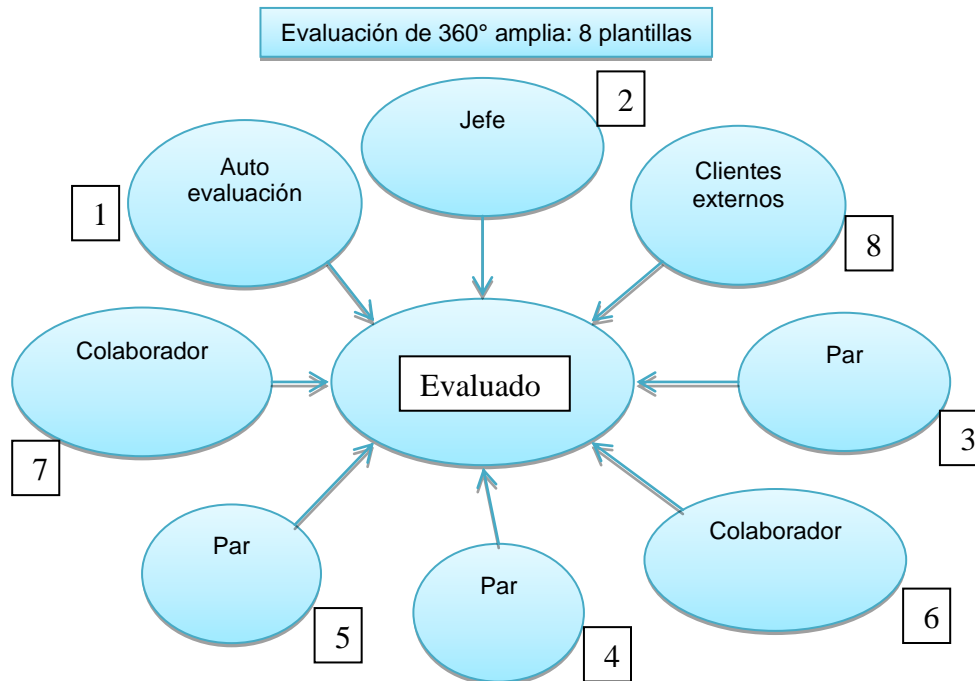 Evaluación de 360° amplia: 8 plantillas
Jefe
2
Auto
evaluación
1
Clientes
externos
8
Colaborador
7
Evaluado
Par
3
Par
5
Par
4
Colaborador
6